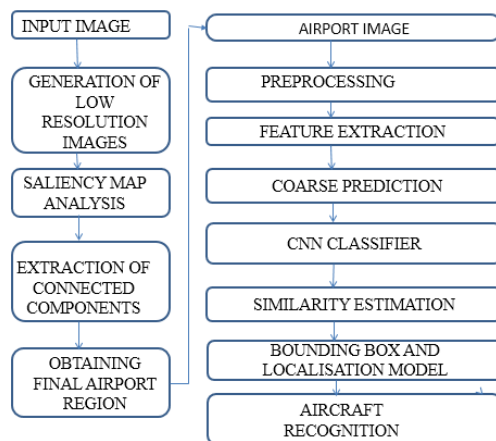 INPUT IMAGE
GENERATION OF
LOW
RESOLUTION
IMAGES
SALIENCY MAP
ANALYSIS
EXTRACTION OF
CONNECTED
COMPONENTS
OBTAINING
FINAL AIRPORT
REGION
AIRPORT IMAGE
PREPROCESSING
FEATURE EXTRACTION
COARSE PREDICTION
CNN CLASSIFIER
SIMILARITY ESTIMATION
BOUNDING BOX AND
LOCALISATION MODEL
AIRCRAFT
RECOGNITION